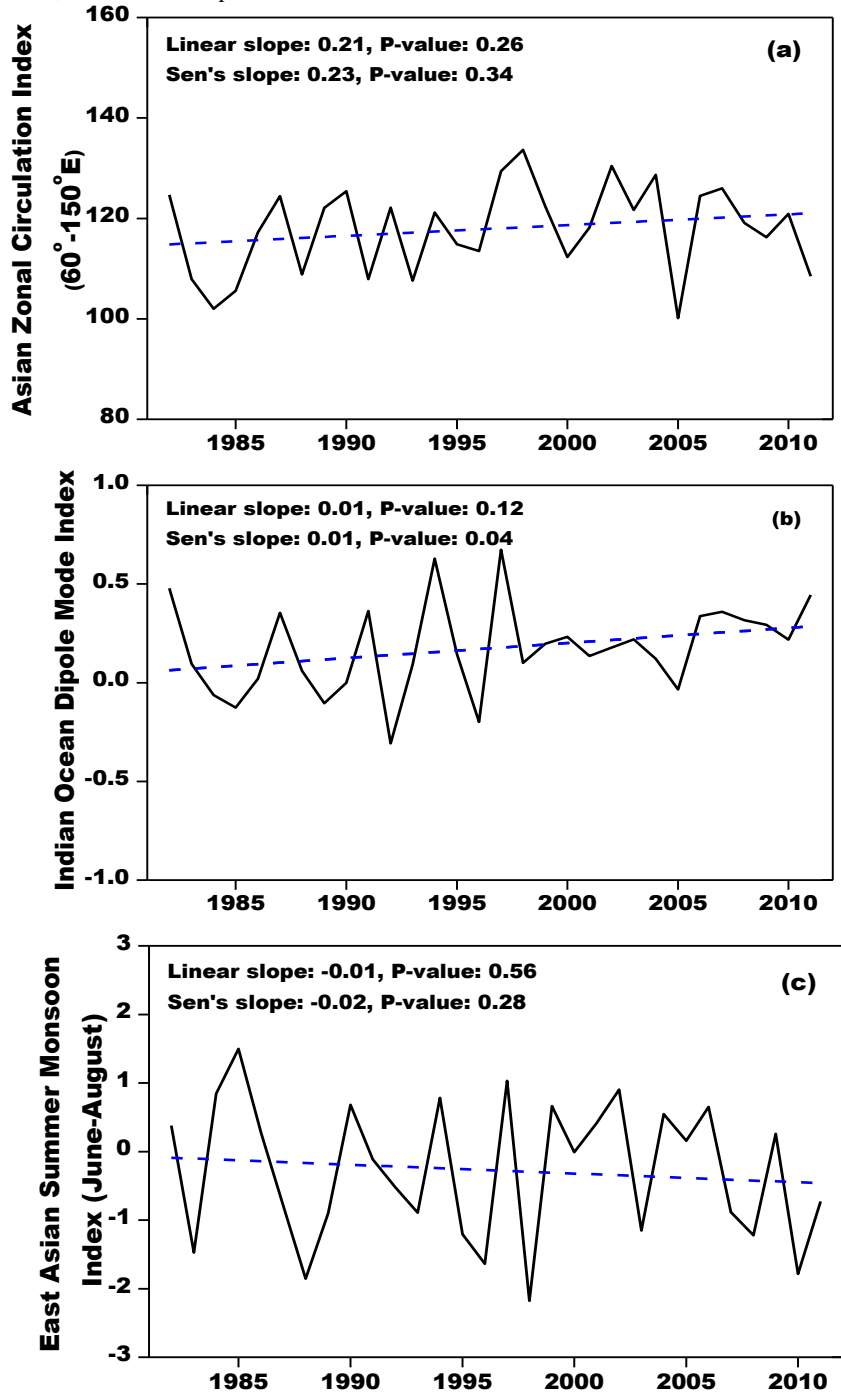 160
140
120
100
80
Asian Zonal Circulation Index
(60°-150°E)
Linear slope: 0.21, P-value: 0.26
Sen's slope: 0.23, P-value: 0.34
(a)
1985 1990 1995 2000 2005 2010
1.0
0.5
0.0
-0.5
-1.0
Indian Ocean Dipole Mode Index
Linear slope: 0.01, P-value: 0.12
Sen's slope: 0.01, P-value: 0.04
(b)
1985 1990 1995 2000 2005 2010
3
2
1
0
-1
-2
-3
East Asian Summer Monsoon
Index (June-August)
Linear slope: -0.01, P-value: 0.56
Sen's slope: -0.02, P-value: 0.28
(c)
1985 1990 1995 2000 2005 2010